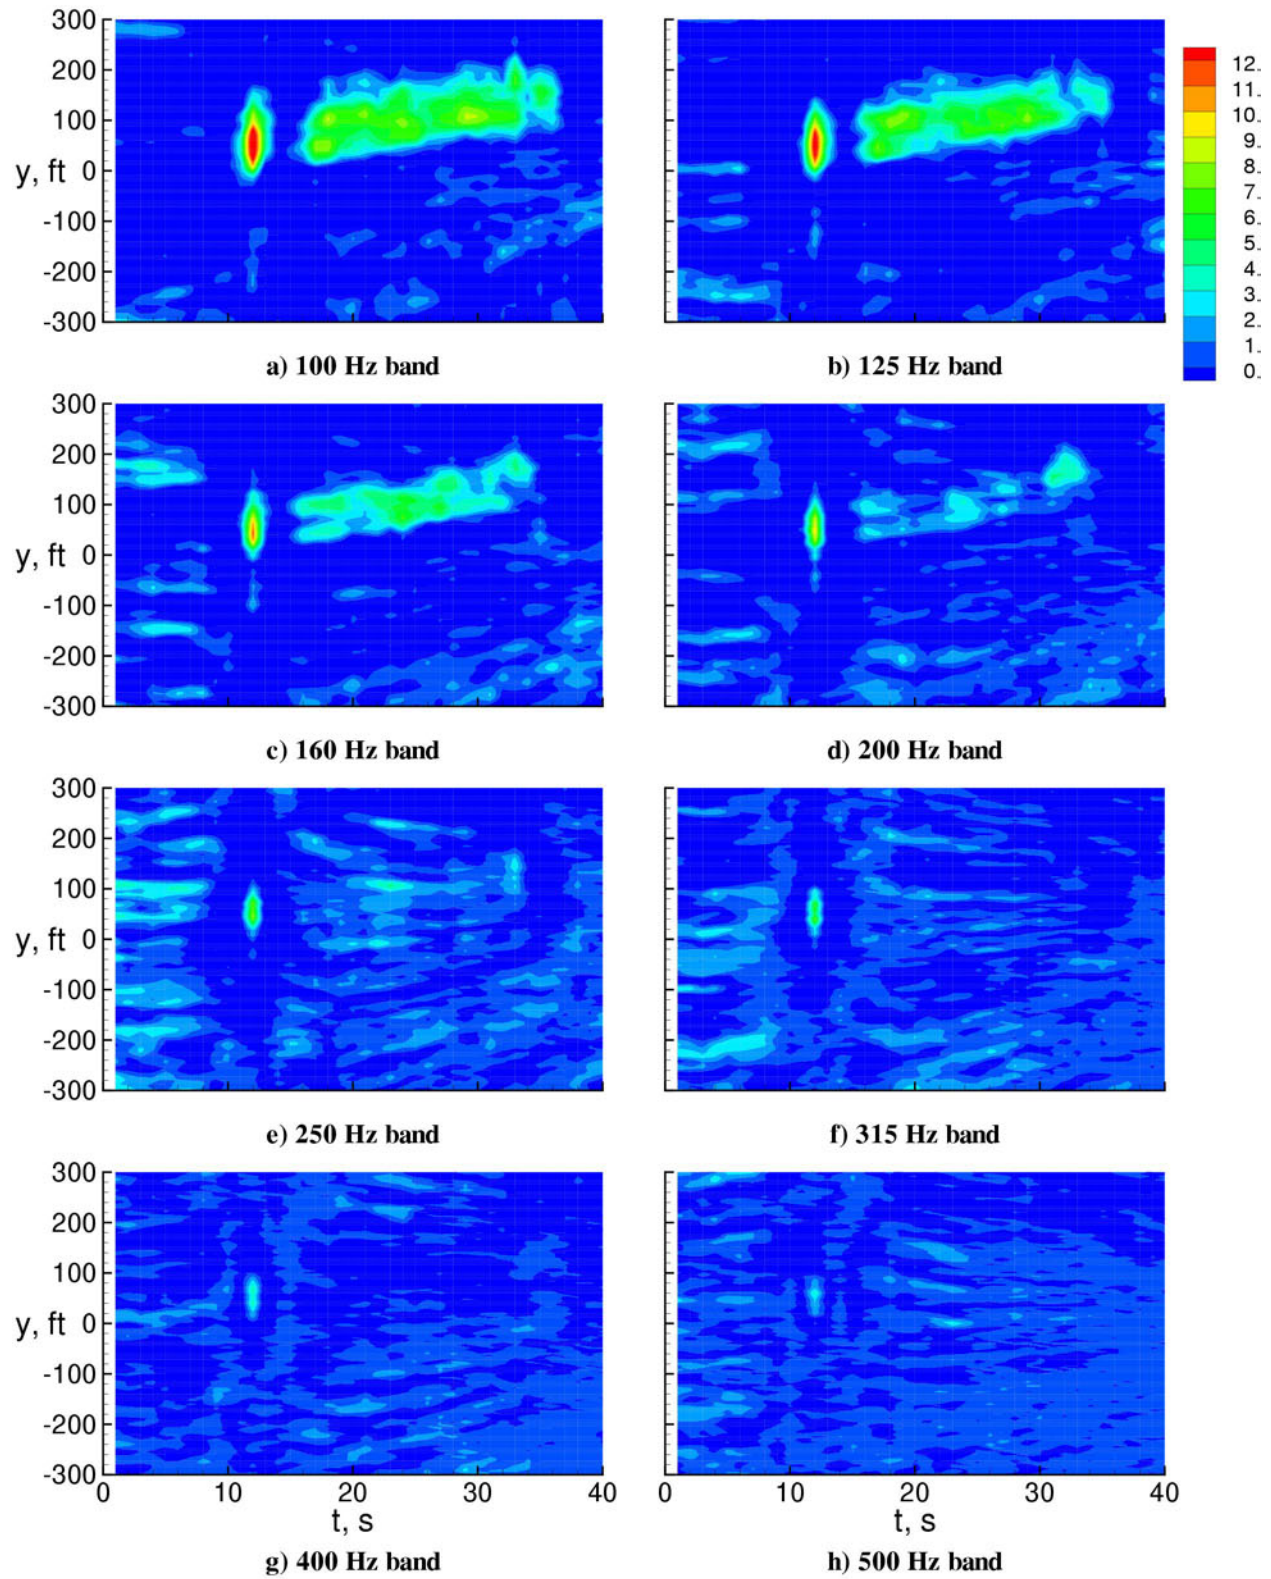 300
200
100
y, ft 0
-100
-200
-300
12.
11.
10.
9.
8.
7.
6.
5.
4.
3.
2.
1.
0.
a) 100 Hz band
b) 125 Hz band
300
200
100
y, ft 0
-100
-200
-300
c) 160 Hz band
d) 200 Hz band
300
200
100
y, ft 0
-100
-200
-300
e) 250 Hz band
f) 315 Hz band
300
200
100
y, ft 0
-100
-200
-300
0 10 20 30 40
t, s
0 10 20 30 40
t, s
g) 400 Hz band
h) 500 Hz band